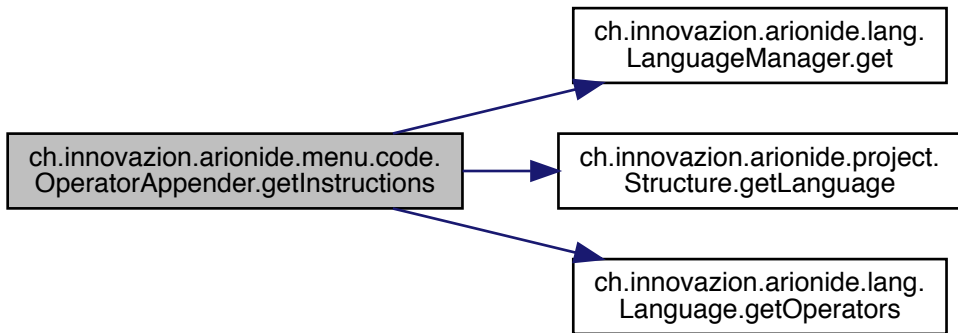 ch.innovazion.arionide.lang.
LanguageManager.get
ch.innovazion.arionide.menu.code.
OperatorAppender.getInstructions
ch.innovazion.arionide.project.
Structure.getLanguage
ch.innovazion.arionide.lang.
Language.getOperators